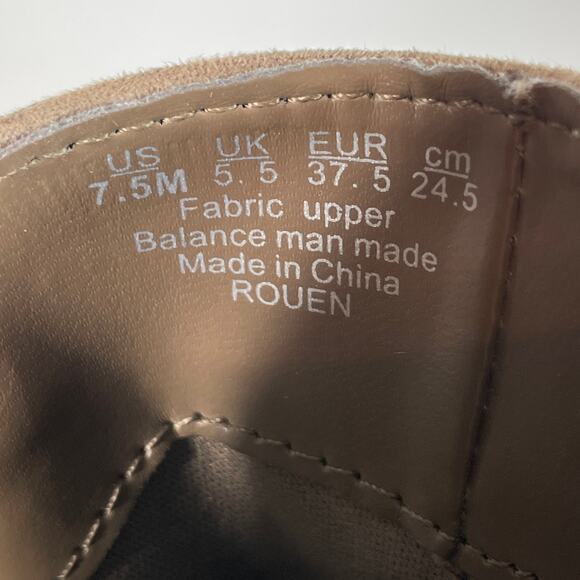 US UK EUR cm
7.5M 5.5 37.5 24.5
Fabric upper
Balance man made
Made in China
ROUEN